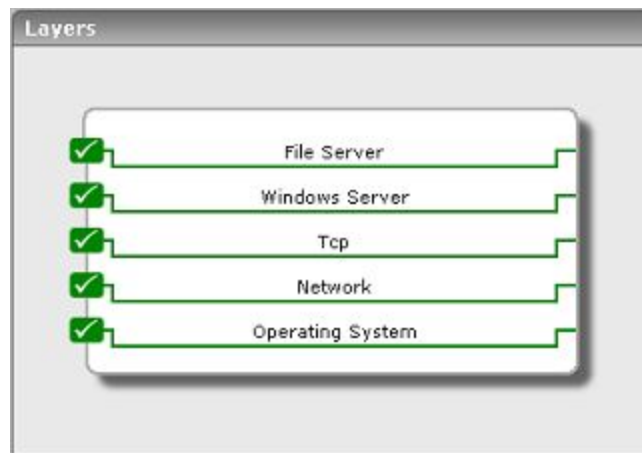 Layers
File Server
Windows Server
Tcp
Network
Operating System